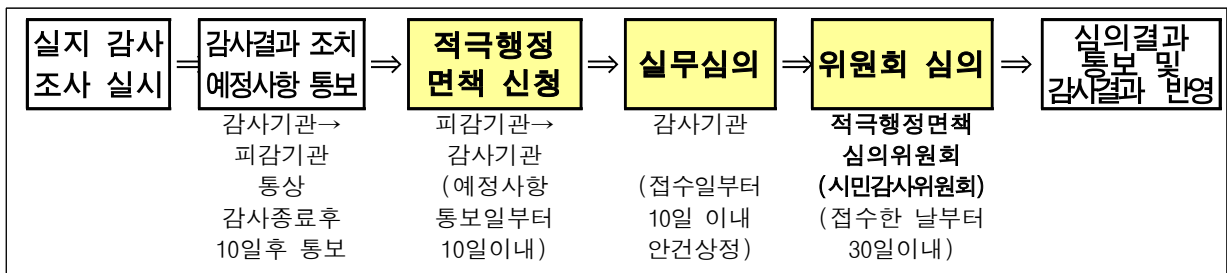 실지 감사
조사 실시
⇒
감사결과 조치
예정사항 통보
⇒
적극행정
면책 신청
⇒
실무심의
⇒
위원회 심의
⇒
심의결과
통보 및
감사결과 반영
감사기관→
피감기관
통상
감사종료후
10일후 통보
피감기관→
감사기관
(예정사항
통보일부터
10일이내)
감사기관
(접수일부터
10일 이내
안건상정)
적극행정면책
심의위원회
(시민감사위원회)
(접수한 날부터
30일이내)